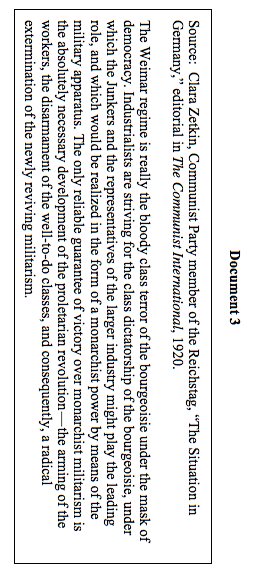 Document 3
Source:  Clara Zetkin, Communist Party member of the Reichstag, “The Situation in
Germany,” editorial in The Communist International, 1920.
The Weimar regime is really the bloody class terror of the bourgeoisie under the mask of
democracy. Industrialists are striving for the class dictatorship of the bourgeoisie, under
which the Junkers and the representatives of the larger industry might play the leading
role, and which would be realized in the form of a monarchist power by means of the
military apparatus. The only reliable guarantee of victory over monarchist militarism is
the absolutely necessary development of the proletarian revolution—the arming of the
workers, the disarmament of the well-to-do classes, and consequently, a radical
extermination of the newly reviving militarism.